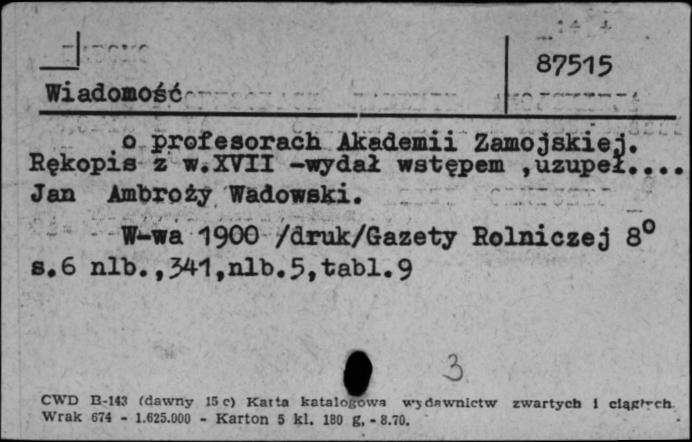 87515
Wiadomość
o profesorach Akademii Zamojskiej.
Rękopis z w.XVII -wydał wstępem ,uzupeł....
Jan Ambroży Wadowski.
W-wa 1900 /druk/Gazety Rolniczej 8°
s.6 nlb.,341,nlb.5,tabl.9
3
CWD B-143 (dawny 15 c) Karta katalogowa wydawnictw zwartych i ciągłych.
Wrak 674 - 1.625.000 - Karton 5 kl. 180 g. - 8.70.